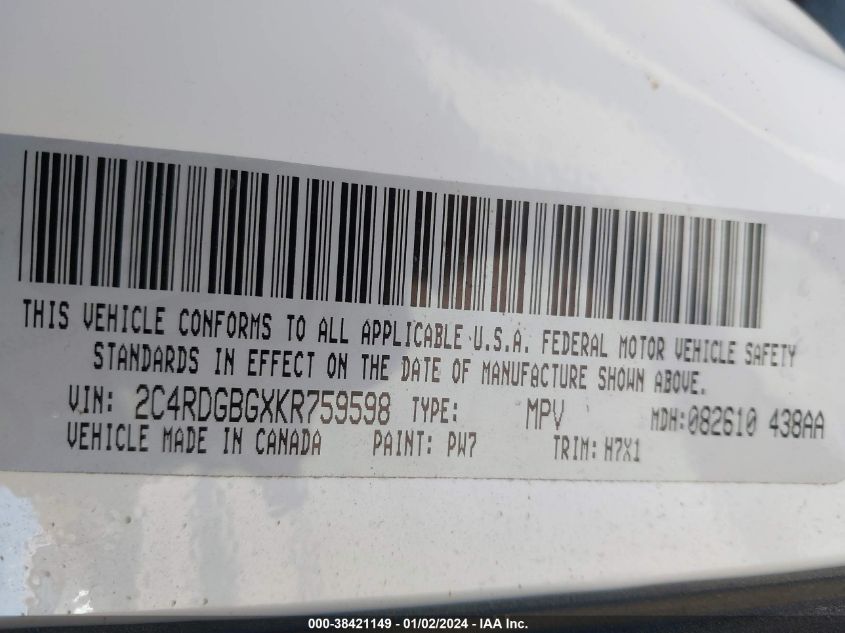 THIS VEHICLE CONFORMS TO ALL APPLICABLE U.S.A. FEDERAL MOTOR VEHICLE SAFETY
STANDARDS IN EFFECT ON THE DATE OF MANUFACTURE SHOWN ABOVE.
VIN: 2C4RDGBGXKR759598 TYPE: MPV MDH:082610 438AA
VEHICLE MADE IN CANADA PAINT: PW7 TRIM: H7X1
000-38421149 - 01/02/2024 - IAA Inc.